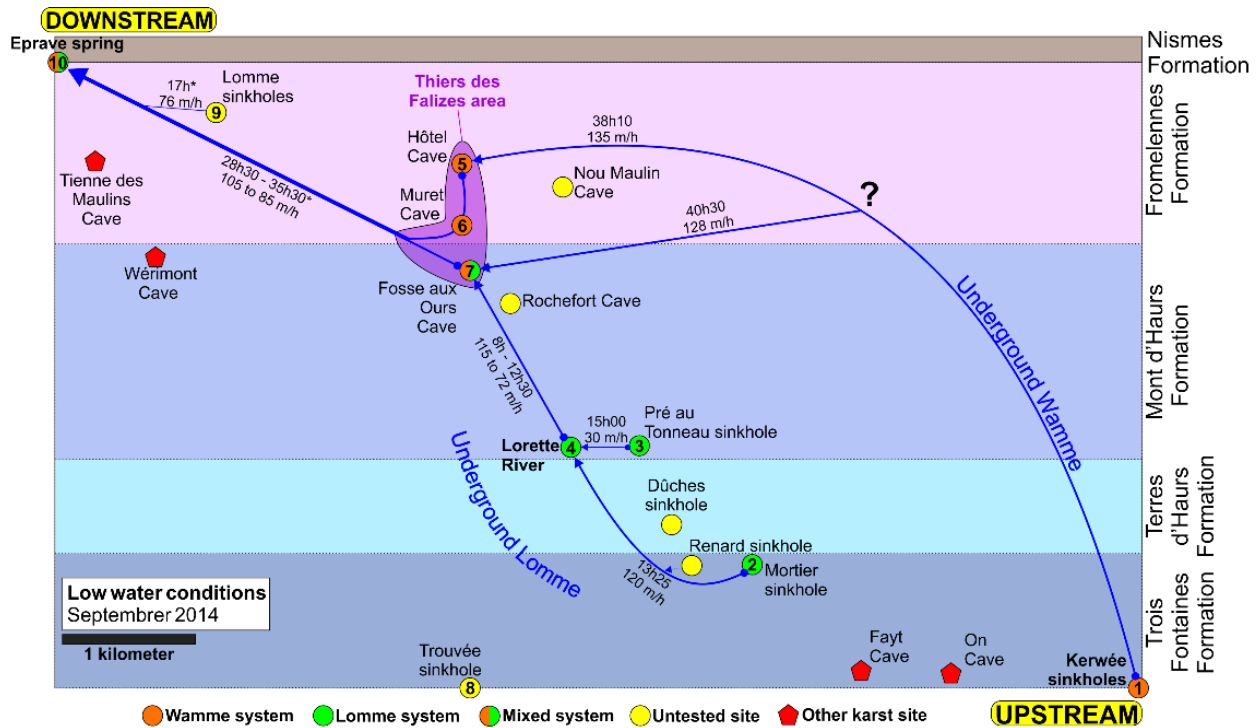 DOWNSTREAM
Eprave spring
10
Nismes
Formation
17h*
76 m/h
Lomme
sinkholes
9
Thiers des
Falizes area
38h10
135 m/h
Hôtel
Cave
5
Nou Maulin
Cave
Tienne des
Maulins
Cave
28h30 - 35h30*
105 to 85 m/h
Muret
Cave
6
?
40h30
128 m/h
Fromelennes
Formation
Wérimont
Cave
7
Fosse aux
Ours
Cave
Rochefort Cave
8h - 12h30
115 to 72 m/h
Underground Wamme
Mont d'Haurs
Formation
15h00
30 m/h
Pré au
Tonneau sinkhole
3
4
Lorette
River
Underground Lomme
Dûches
sinkhole
Terres
d'Haurs
Formation
Renard sinkhole
2
Mortier
sinkhole
13h25
120 m/h
Low water conditions
Septembrer 2014
1 kilometer
Trouvée
sinkhole
8
Fayt
Cave
On
Cave
Kerwée
sinkholes
1
Trois
Fontaines
Formation
UPSTREAM
Wamme system
Lomme system
Mixed system
Untested site
Other karst site